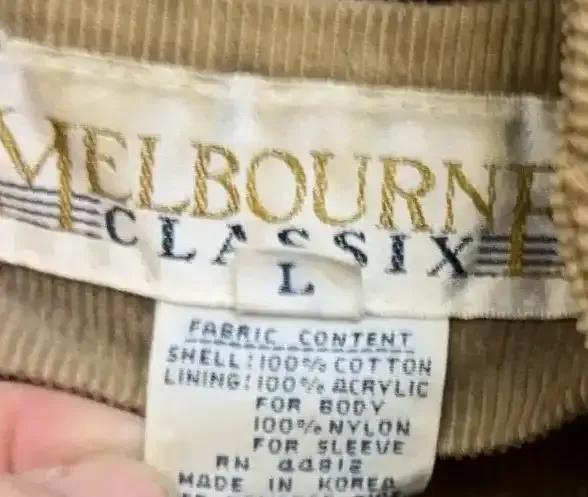 MELBOURNE
CLASSIX
L
FABRIC CONTENT
SHELL: 100% COTTON
LINING: 100% ACRYLIC
FOR BODY
100% NYLON
FOR SLEEVE
RN 44812
MADE IN KOREA